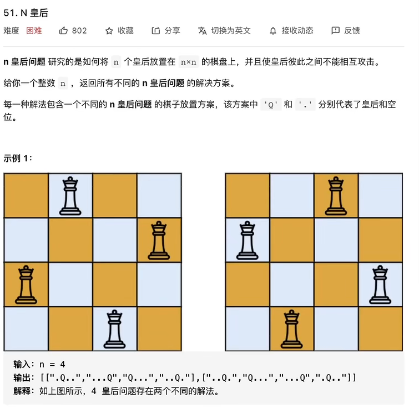 51. N 皇后
难度 困难 802 收藏 分享 切换为英文 接收动态 反馈
n 皇后问题 研究的是如何将 n 个皇后放置在 n×n 的棋盘上，并且使皇后彼此之间不能相互攻击。
给你一个整数 n ，返回所有不同的 n 皇后问题 的解决方案。
每一种解法包含一个不同的 n 皇后问题 的棋子放置方案，该方案中 'Q' 和 '.' 分别代表了皇后和空
位。
示例 1：
输入：n = 4
输出：[[".Q..","...Q","Q...","..Q."],["..Q.","Q...","...Q",".Q.."]]
解释：如上图所示，4 皇后问题存在两个不同的解法。